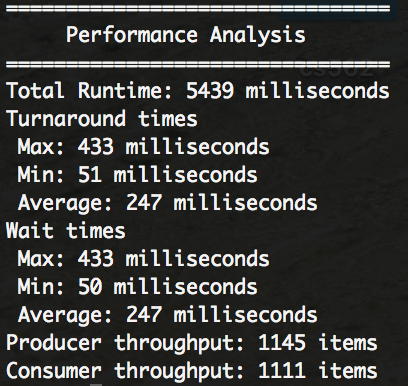 ================================
Performance Analysis
================================
Total Runtime: 5439 milliseconds
Turnaround times
Max: 433 milliseconds
Min: 51 milliseconds
Average: 247 milliseconds
Wait times
Max: 433 milliseconds
Min: 50 milliseconds
Average: 247 milliseconds
Producer throughput: 1145 items
Consumer throughput: 1111 items